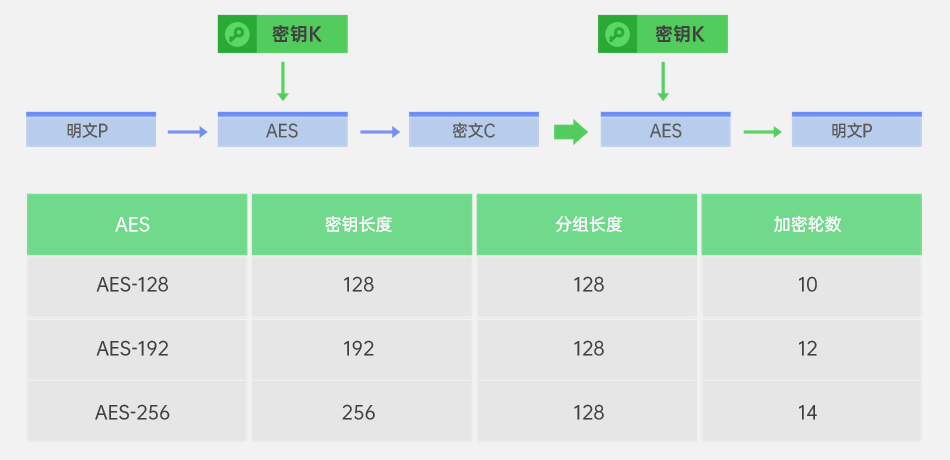 密钥K 密钥K
明文P AES 密文C AES 明文P
AES 密钥长度 分组长度 加密轮数
AES-128 128 128 10
AES-192 192 128 12
AES-256 256 128 14